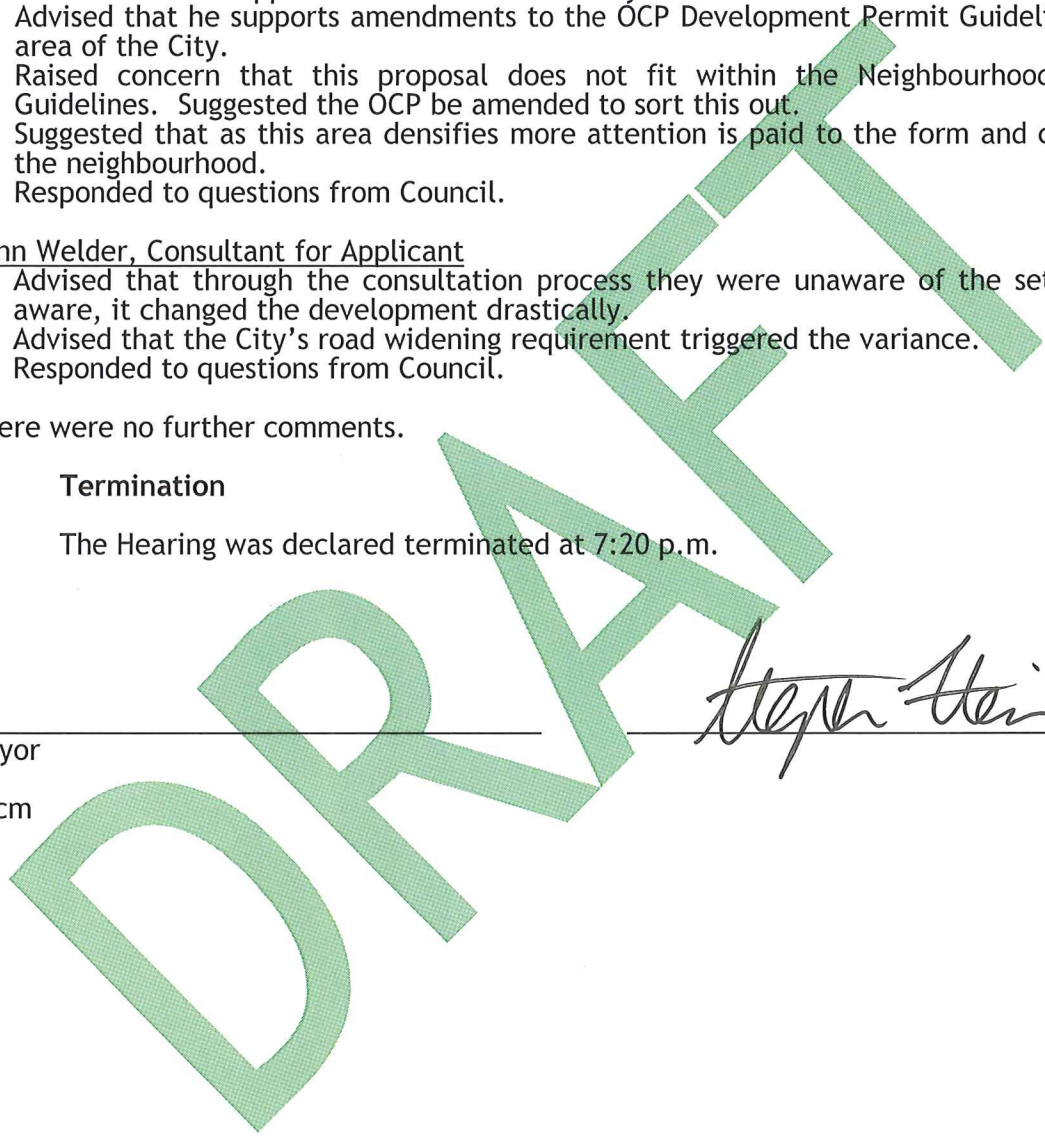 Advised that he supports amendments to the OCP Development Permit Guidel
area of the City.
Raised concern that this proposal does not fit within the Neighbourhood
Guidelines. Suggested the OCP be amended to sort this out.
Suggested that as this area densifies more attention is paid to the form and
the neighbourhood.
Responded to questions from Council.
nn Welder, Consultant for Applicant
Advised that through the consultation process they were unaware of the set
aware, it changed the development drastically.
Advised that the City's road widening requirement triggered the variance.
Responded to questions from Council.
ere were no further comments.
Termination
The Hearing was declared terminated at 7:20 p.m.
yor
cm
DRAFT